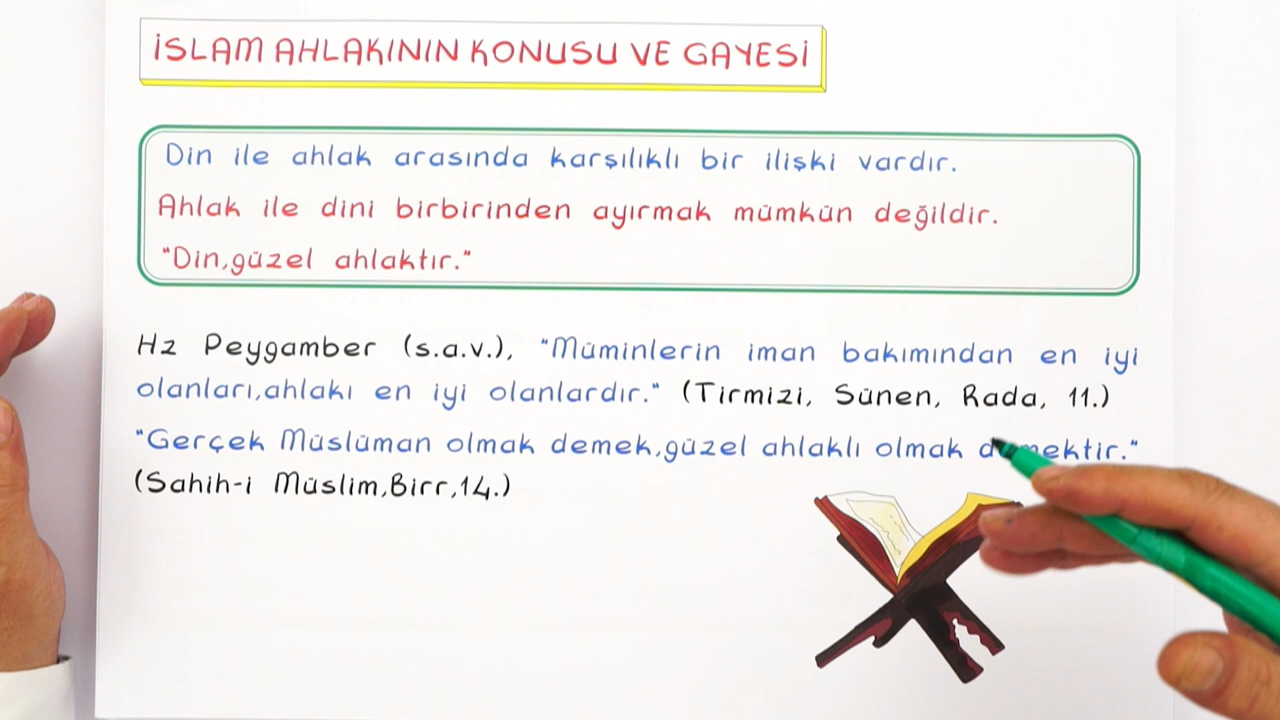 İSLAM AHLAKININ KONUSU VE GAYESİ
Din ile ahlak arasında karşılıklı bir ilişki vardır.
Ahlak ile dini birbirinden ayırmak mümkün değildir.
"Din,güzel ahlaktır."
Hz Peygamber (s.a.v.), "Müminlerin iman bakımından en iyi
olanları,ahlakı en iyi olanlardır." (Tirmizi, Sünen, Rada, 11.)
"Gerçek Müslüman olmak demek,güzel ahlaklı olmak demektir."
(Sahih-i Müslim,Birr,14.)